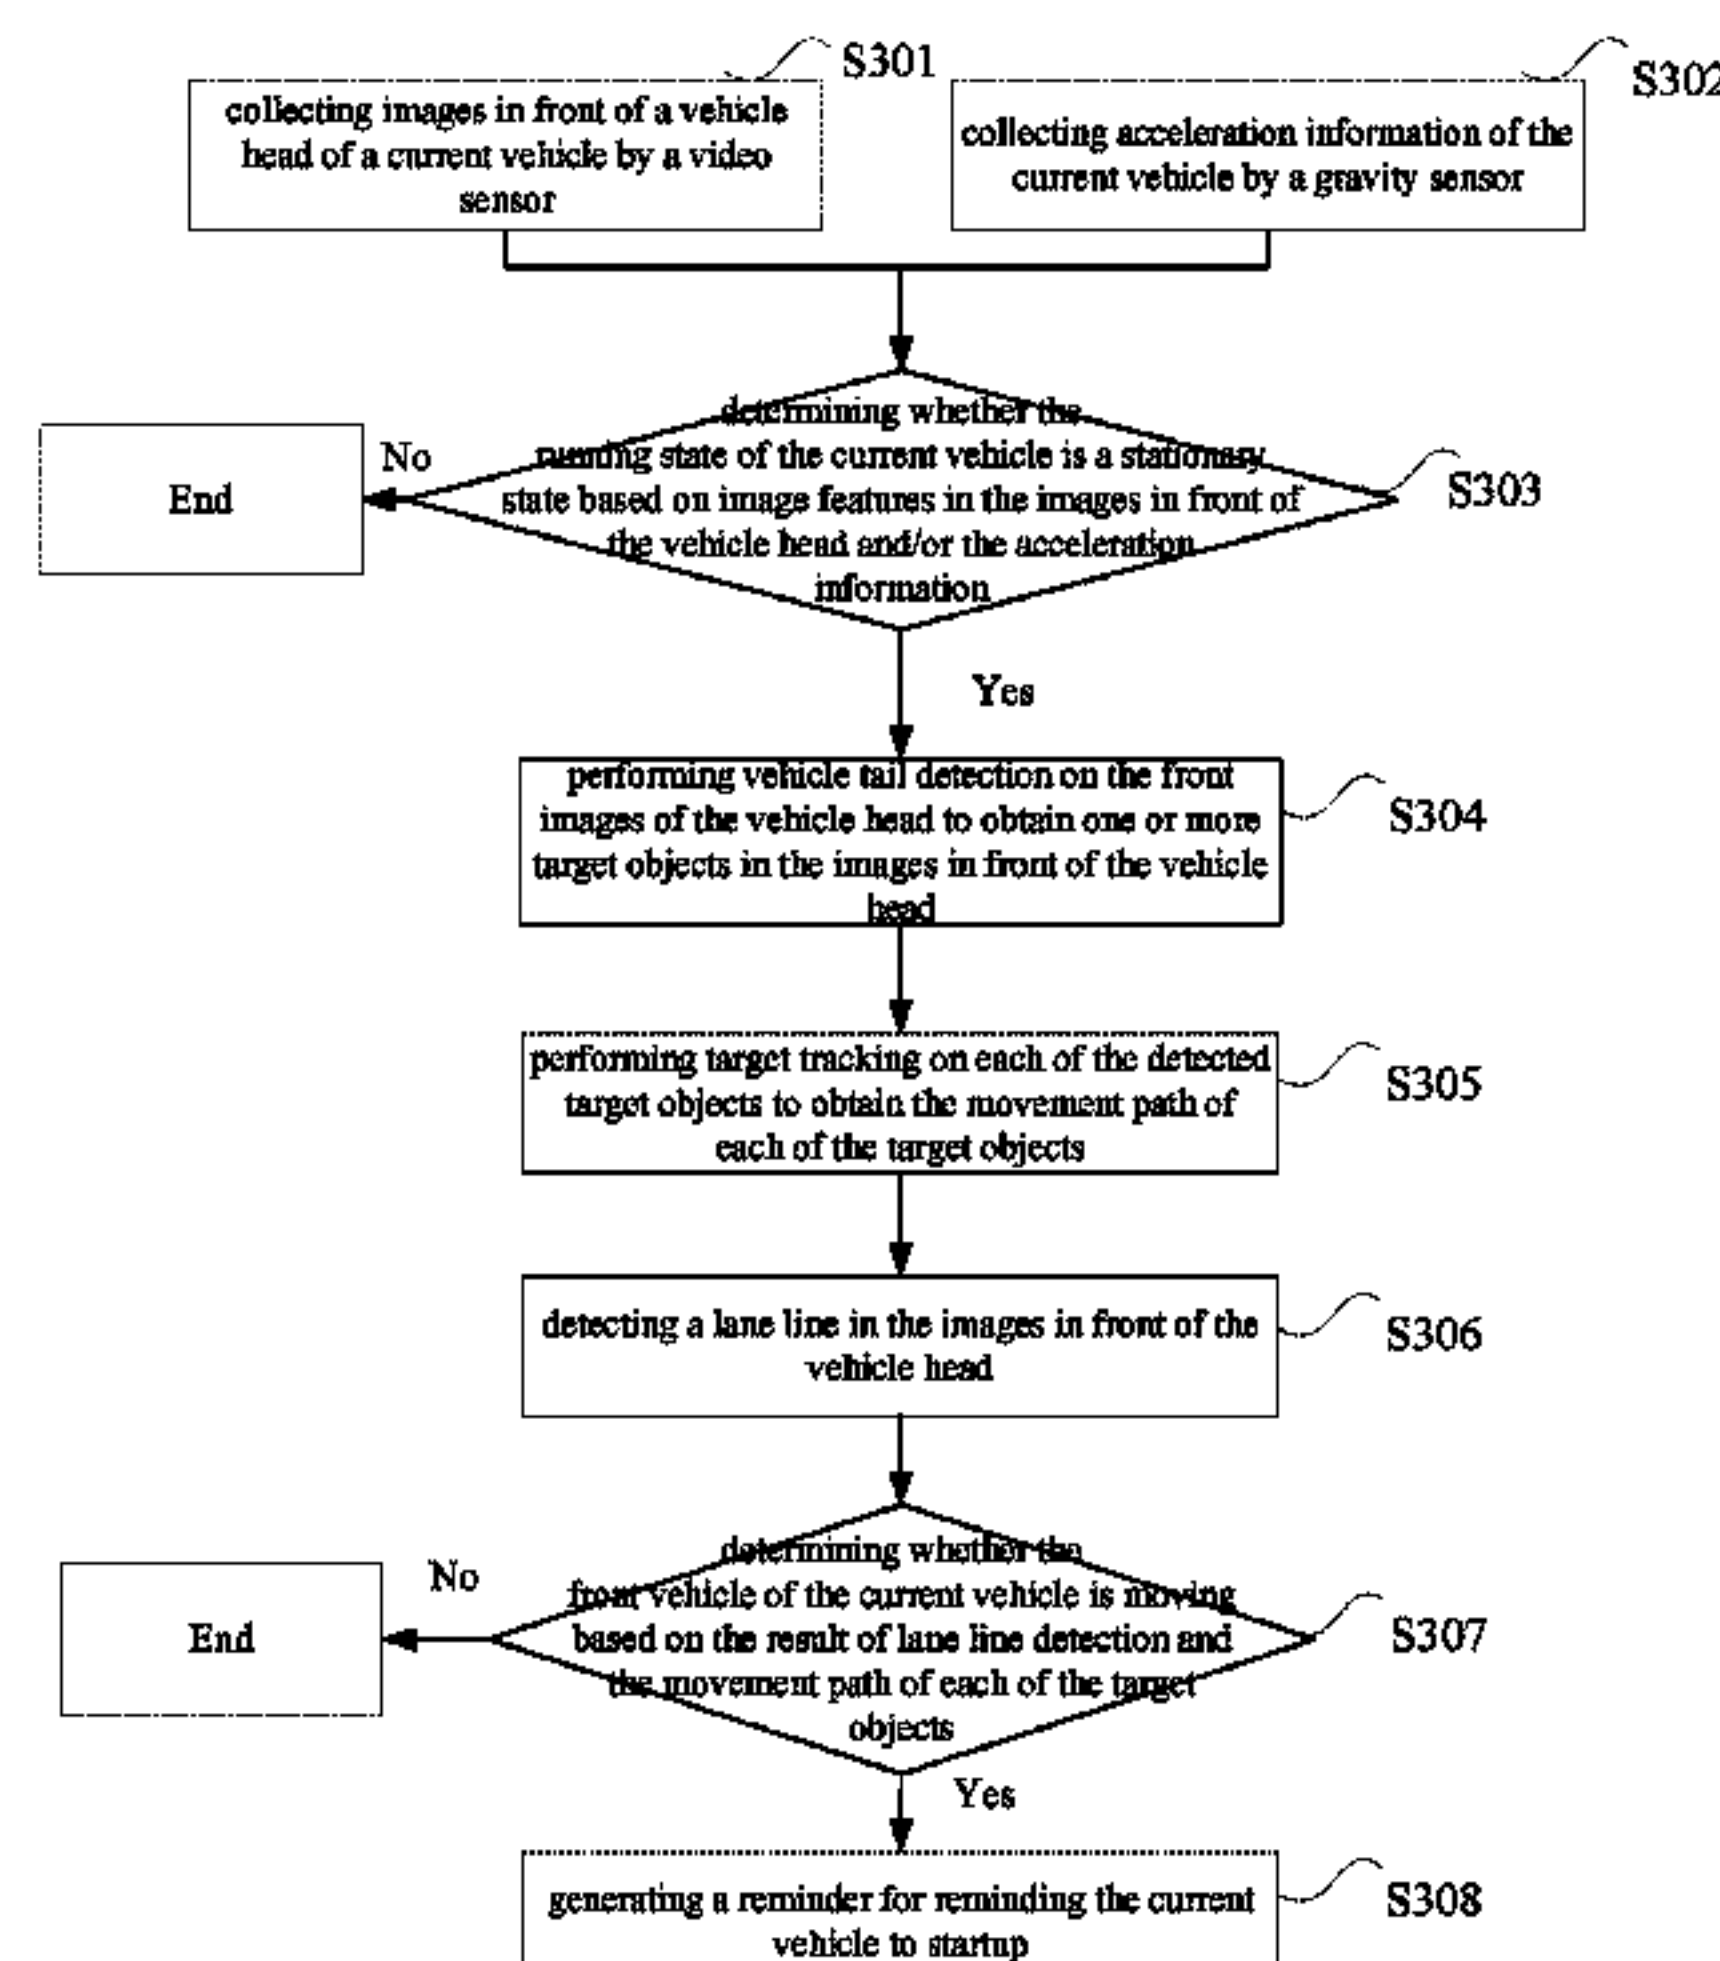 S301
collecting images in front of a vehicle
head of a current vehicle by a video
sensor
S302
collecting acceleration information of the
current vehicle by a gravity sensor
determining whether the
running state of the current vehicle is a stationary
state based on image features in the images in front of
the vehicle head and/or the acceleration
information
S303
No
End
Yes
performing vehicle tail detection on the front
images of the vehicle head to obtain one or more
target objects in the images in front of the vehicle
head
S304
performing target tracking on each of the detected
target objects to obtain the movement path of
each of the target objects
S305
detecting a lane line in the images in front of the
vehicle head
S306
determining whether the
front vehicle of the current vehicle is moving
based on the result of lane line detection and
the movement path of each of the target
objects
S307
No
End
Yes
generating a reminder for reminding the current
vehicle to startup
S308